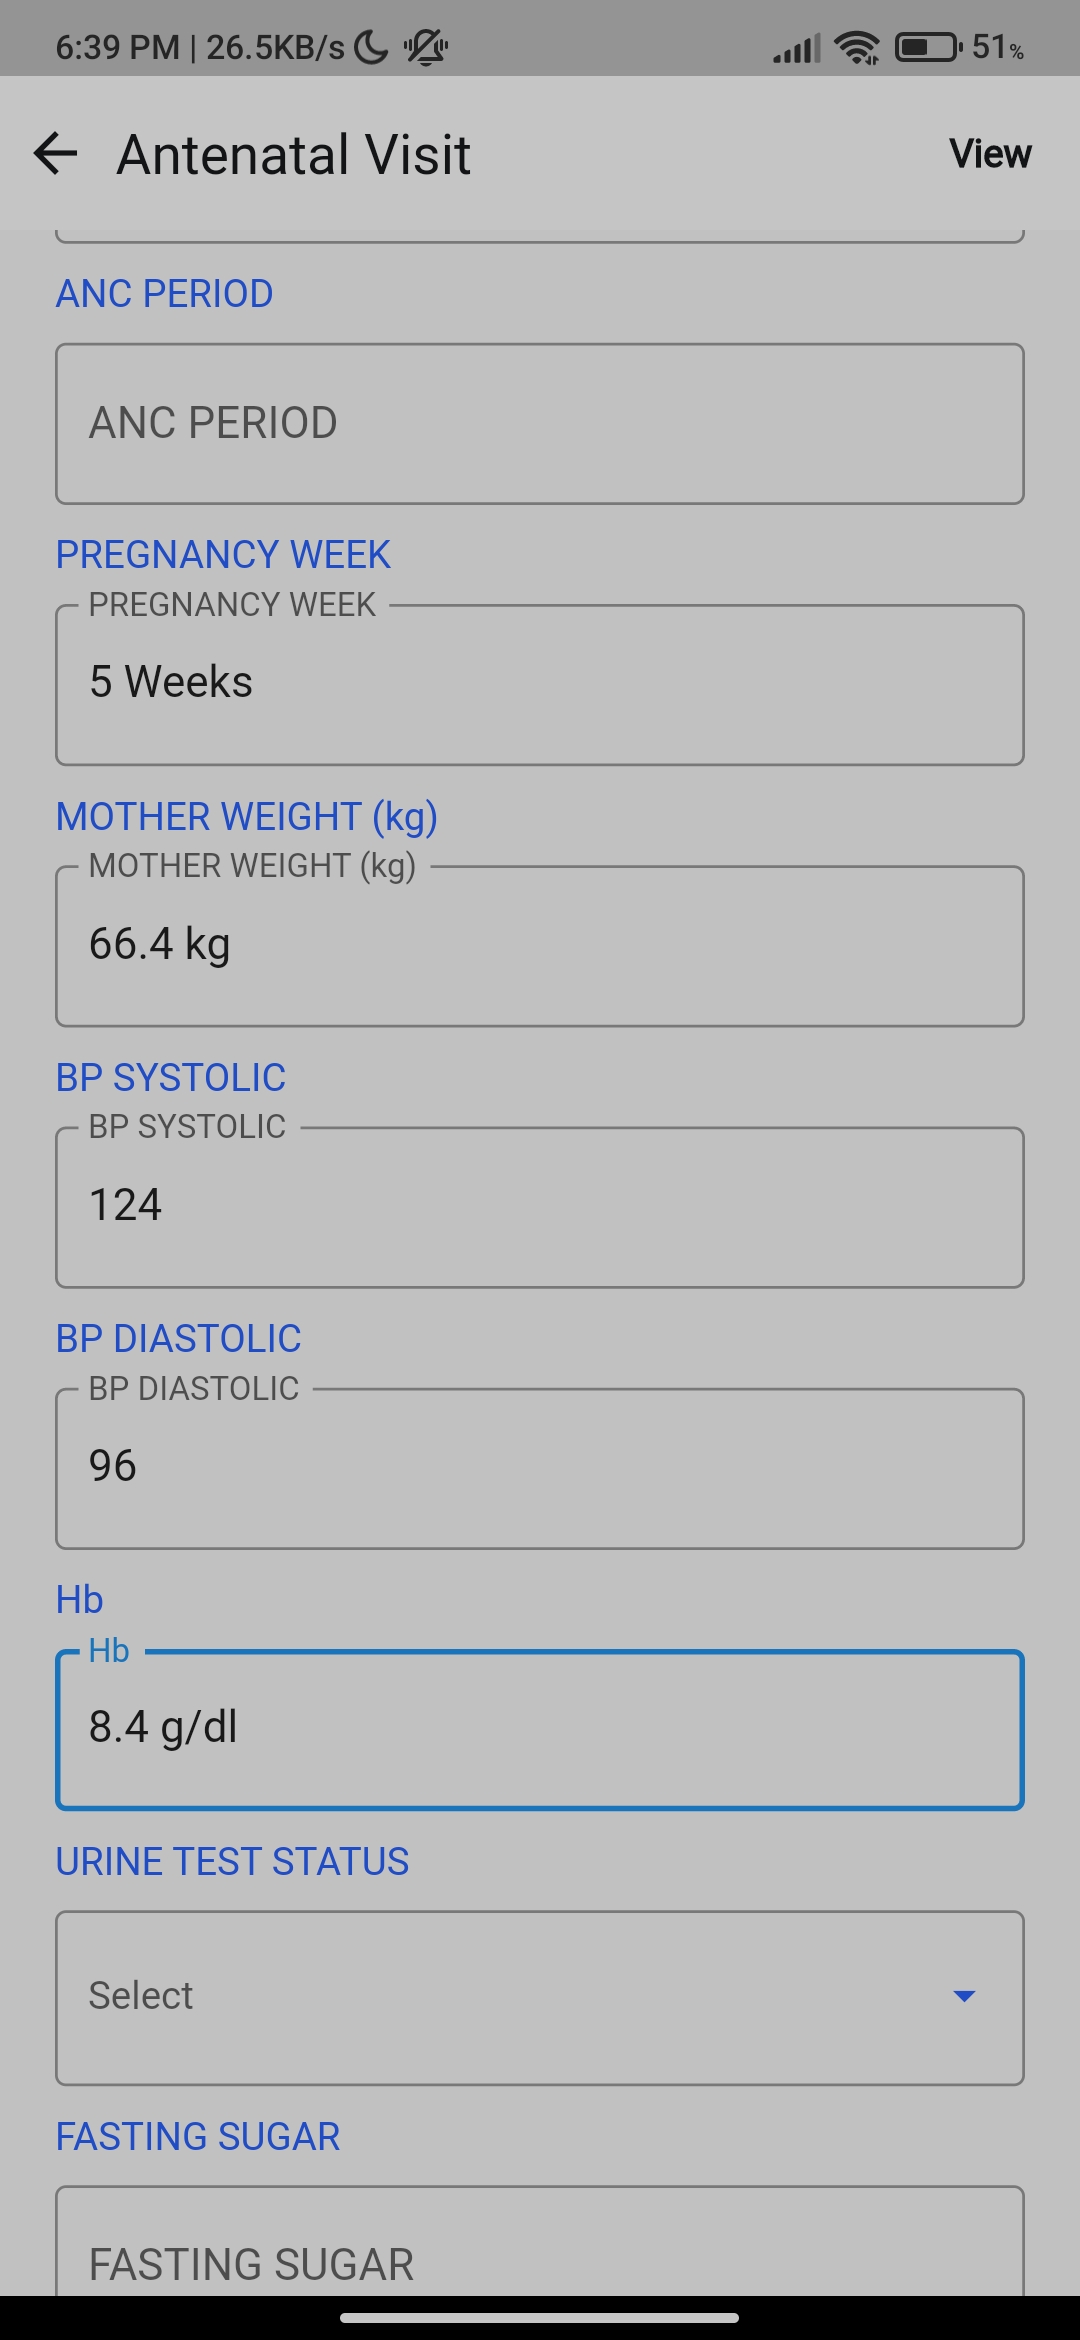 6:39 PM | 26.5KB/s 51%
Antenatal Visit View
ANC PERIOD
ANC PERIOD
PREGNANCY WEEK
PREGNANCY WEEK
5 Weeks
MOTHER WEIGHT (kg)
MOTHER WEIGHT (kg)
66.4 kg
BP SYSTOLIC
BP SYSTOLIC
124
BP DIASTOLIC
BP DIASTOLIC
96
Hb
Hb
8.4 g/dl
URINE TEST STATUS
Select
FASTING SUGAR
FASTING SUGAR